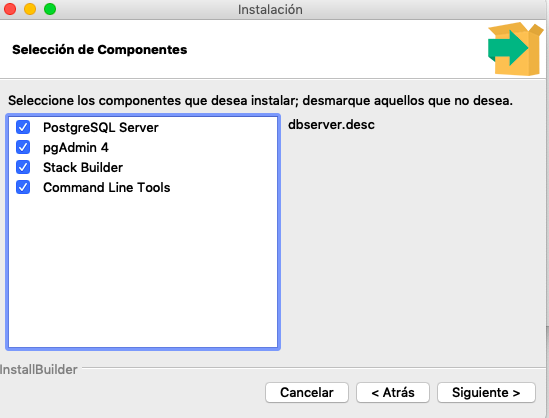 Instalación
Selección de Componentes
Seleccione los componentes que desea instalar; desmarque aquellos que no desea.
PostgreSQL Server
dbserver.desc
pgAdmin 4
Stack Builder
Command Line Tools
InstallBuilder
Cancelar
< Atrás
Siguiente >